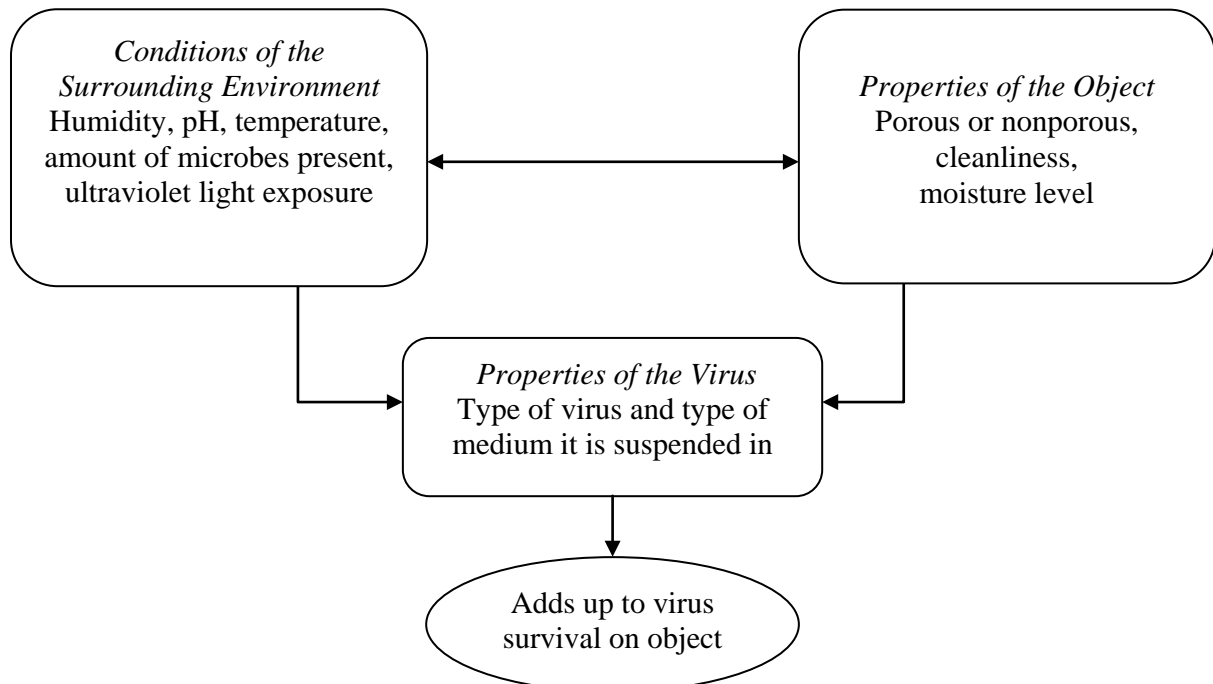 Conditions of the
Surrounding Environment
Humidity, pH, temperature,
amount of microbes present,
ultraviolet light exposure
Properties of the Object
Porous or nonporous,
cleanliness,
moisture level
Properties of the Virus
Type of virus and type of
medium it is suspended in
Adds up to virus
survival on object